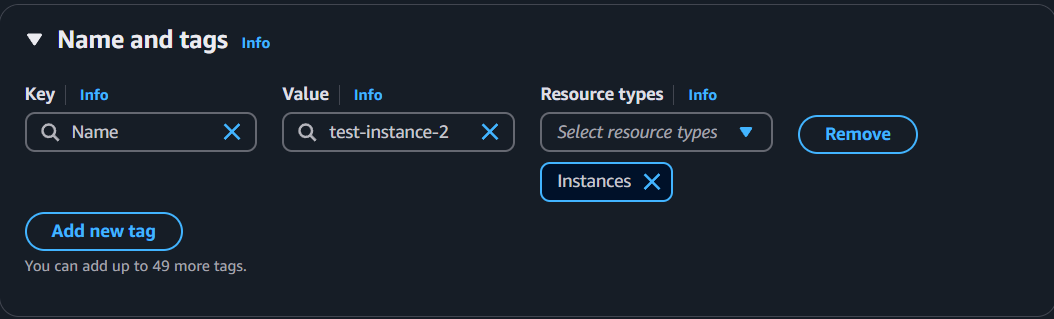 Name and tags Info
Key Info Value Info Resource types Info
Name test-instance-2 Select resource types Remove
Instances
Add new tag
You can add up to 49 more tags.